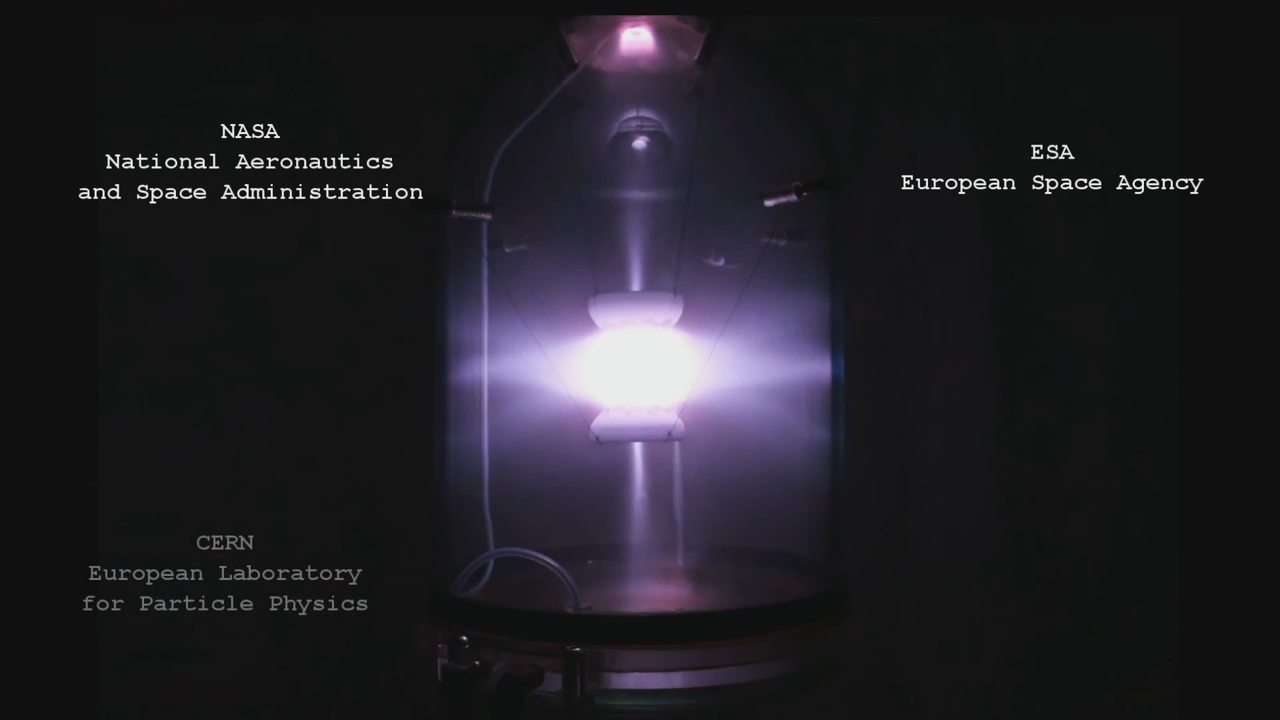 NASA
National Aeronautics
and Space Administration
ESA
European Space Agency
CERN
European Laboratory
for Particle Physics